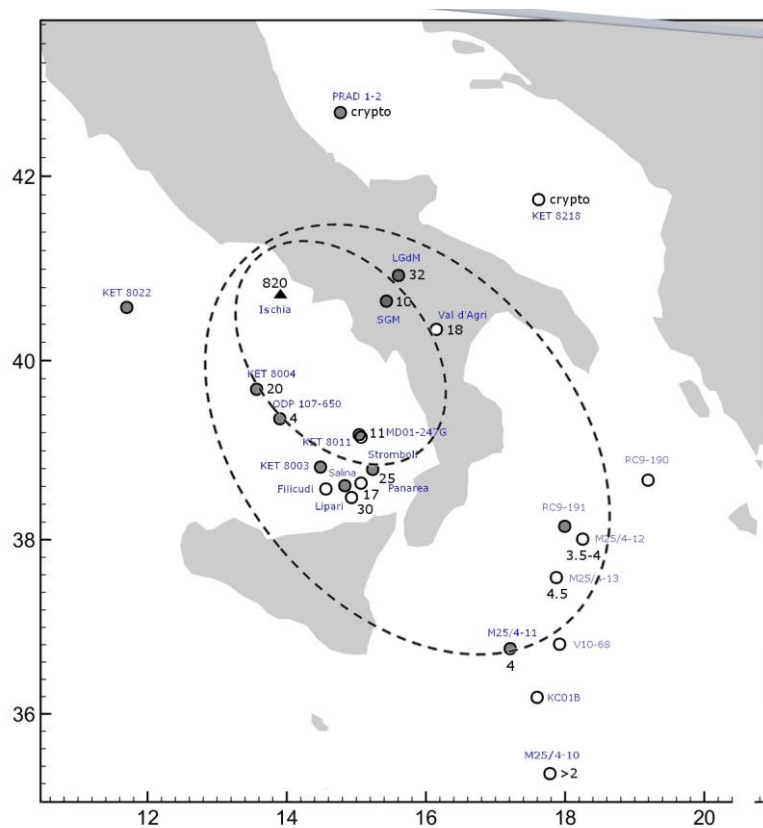 PRAD 1-2
crypto
42
crypto
KET 8218
LGdM
32
820
KET 8022
Ischia
10
SGM
Val d'Agri
18
40
KET 8004
20
ODP 107-650
4
11
MD01-247G
KET 8011
Stromboli
KET 8003
Salina
25
Filicudi
17
Panarea
Lipari
30
RC9-190
RC9-191
38
M25/4-12
3.5-4
M25/4-13
4.5
M25/4-11
V10-68
4
36
KC01B
M25/4-10
>2
12
14
16
18
20